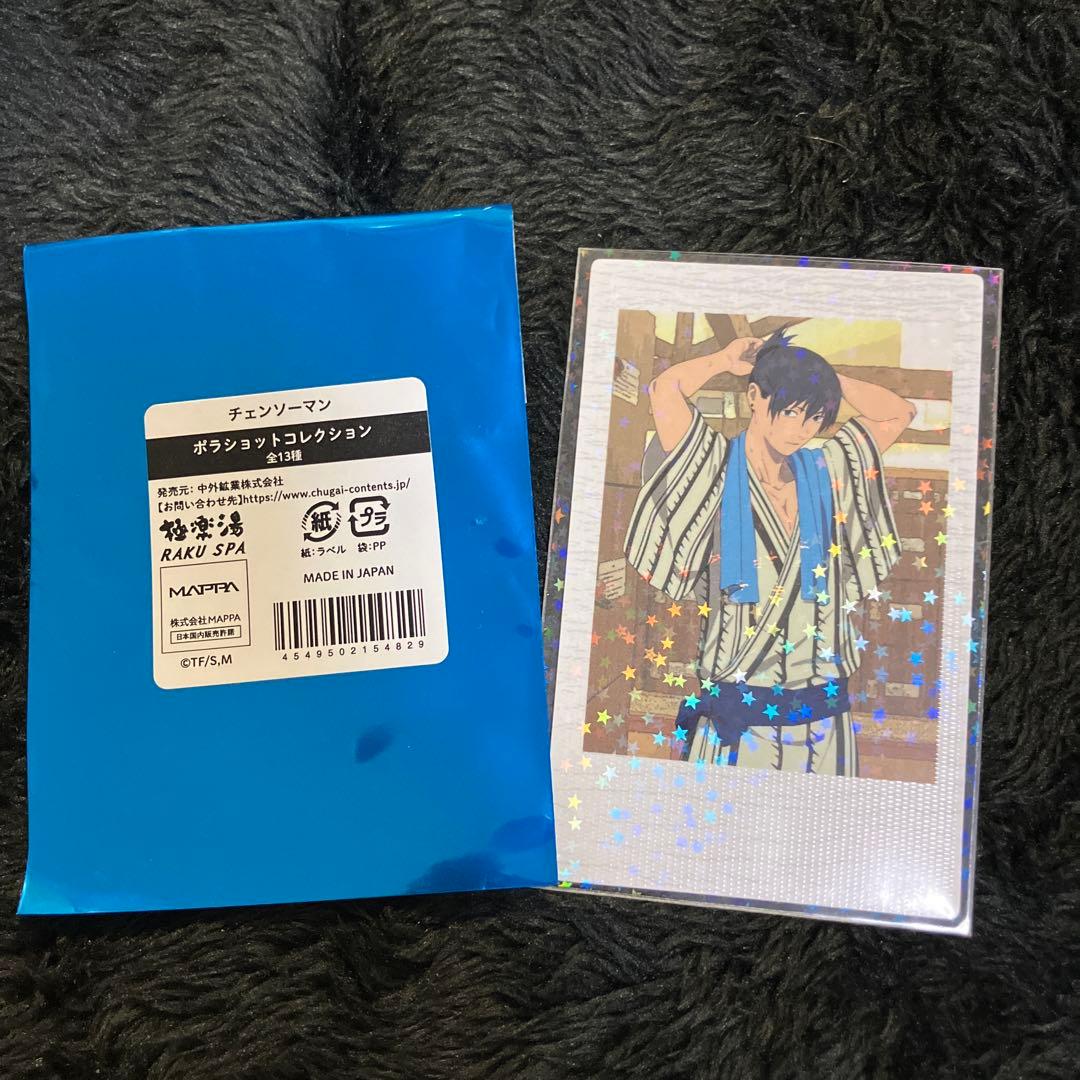 チェンソーマン
ポラショットコレクション
全13種
発売元：中外鉱業株式会社
【お問い合わせ先】https://www.chugai-contents.jp/
極楽湯
RAKU SPA
紙
プラ
紙：ラベル 袋：PP
MAPPA
株式会社MAPPA
日本国内販売許諾
©TF/S,M
MADE IN JAPAN
4549502154829